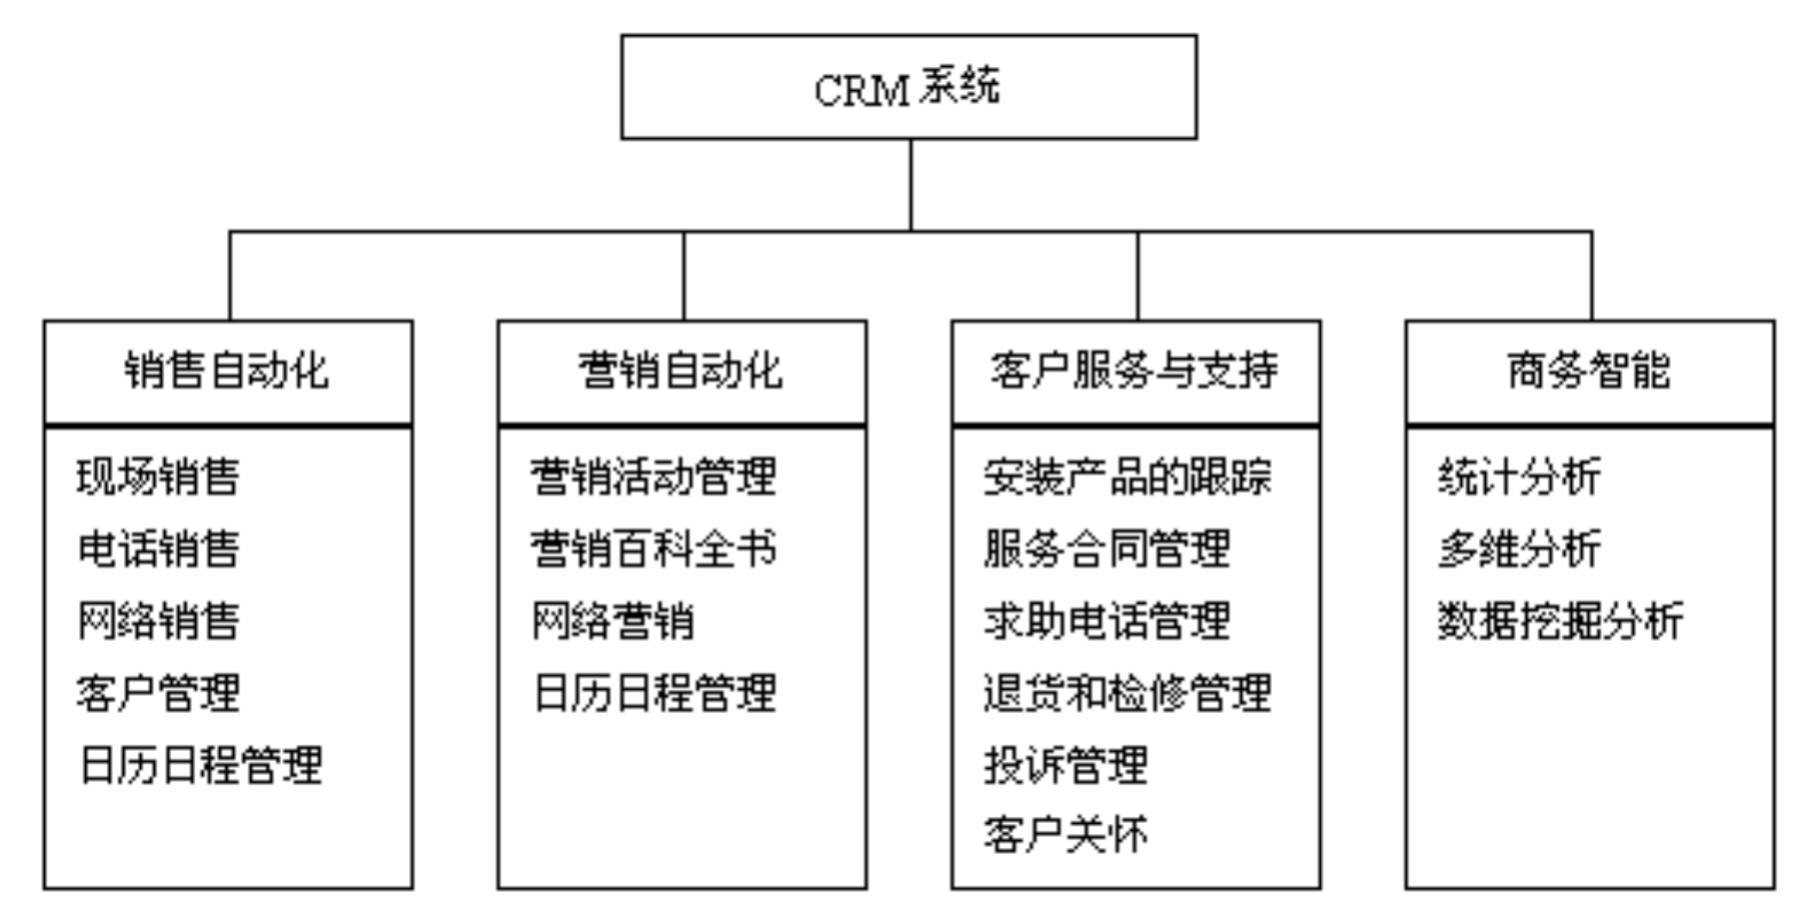 CRM 系统
销售自动化
现场销售
电话销售
网络销售
客户管理
日历日程管理
营销自动化
营销活动管理
营销百科全书
网络营销
日历日程管理
客户服务与支持
安装产品的跟踪
服务合同管理
求助电话管理
退货和检修管理
投诉管理
客户关怀
商务智能
统计分析
多维分析
数据挖掘分析